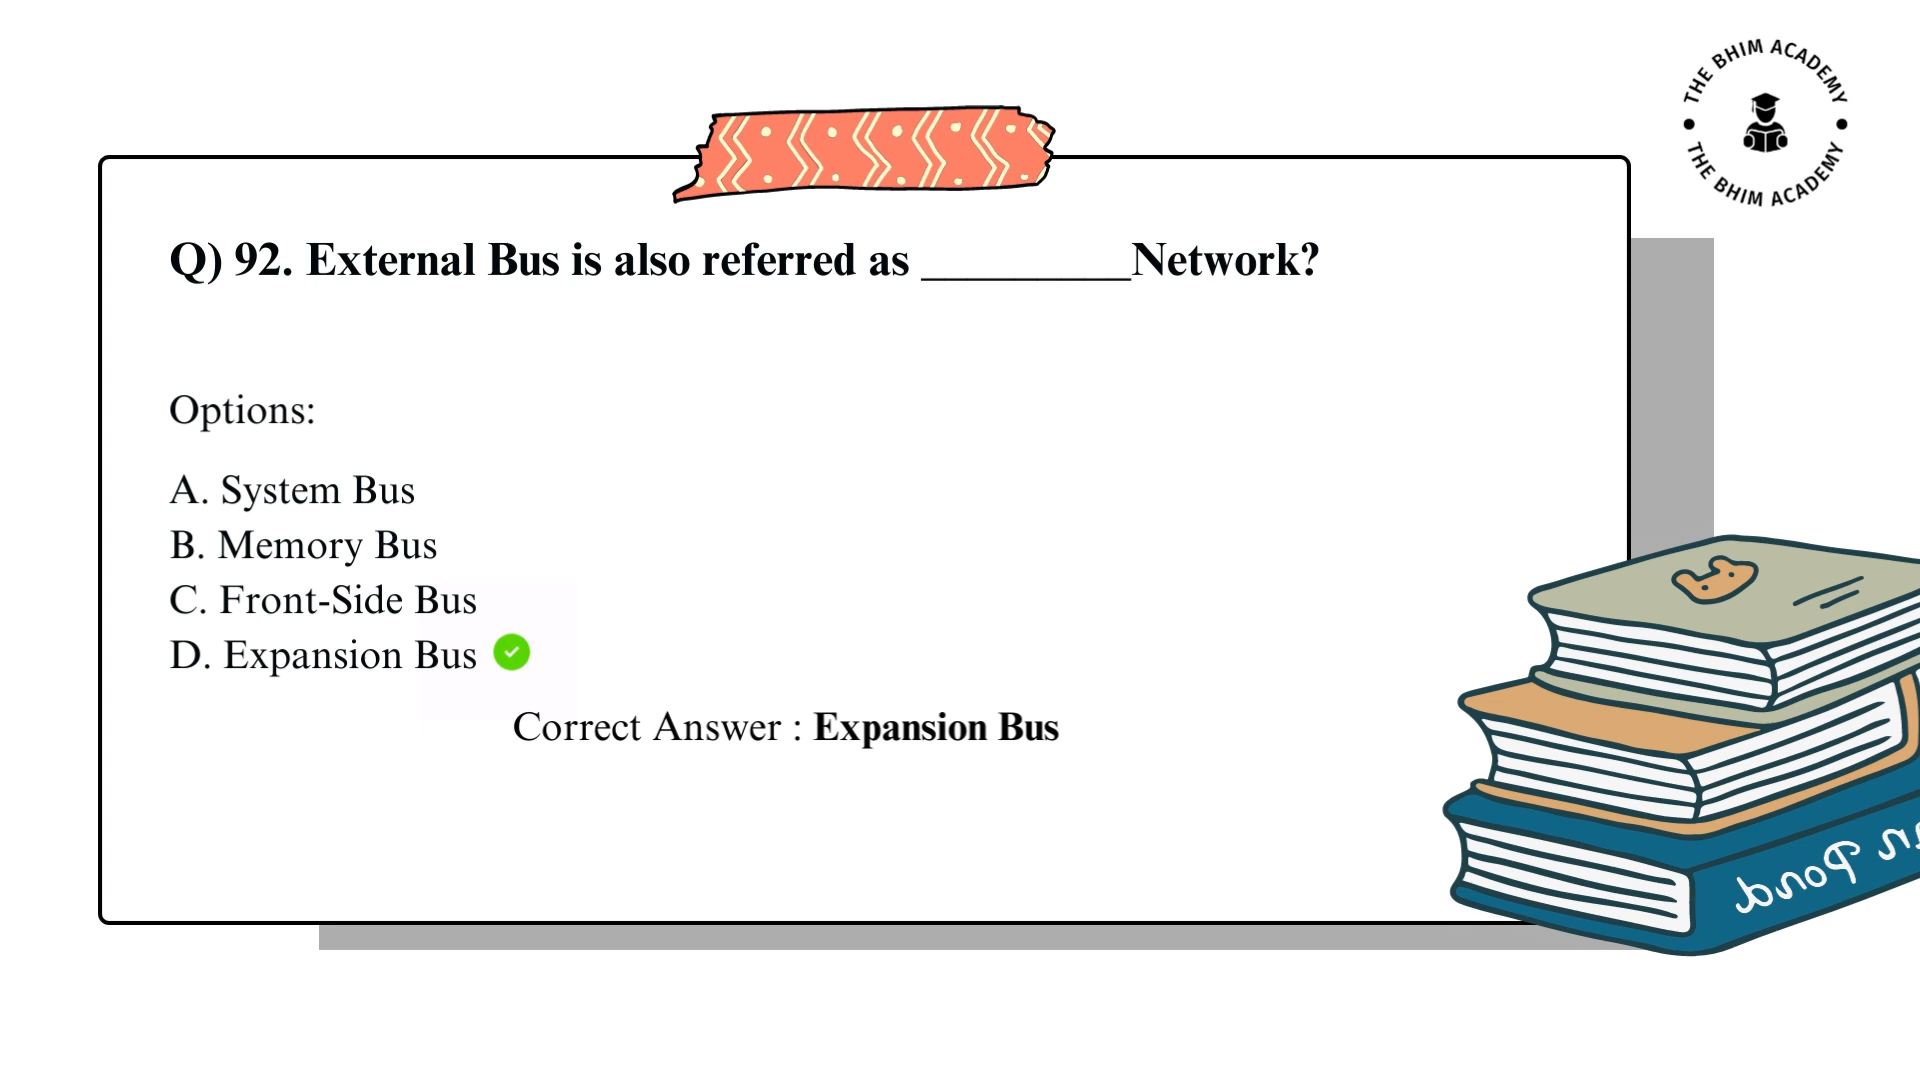 THE BHIM ACADEMY
THE BHIM ACADEMY
Q) 92. External Bus is also referred as _________Network?
Options:
A. System Bus
B. Memory Bus
C. Front-Side Bus
D. Expansion Bus
Correct Answer : Expansion Bus
Pond